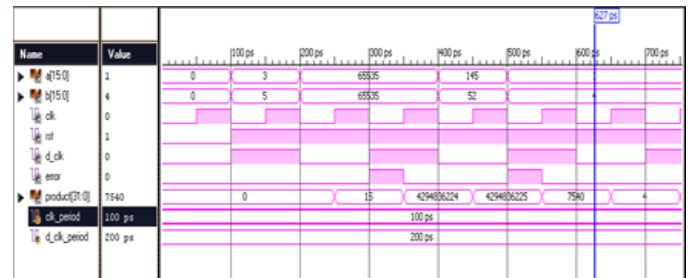 627 ps
Name Value 100 ps 200 ps 300 ps 400 ps 500 ps 600 ps 700 ps
a[15:0] 1 0 3 65535 145
b[15:0] 4 0 5 65535 52 4
clk 0
rst 1
d_clk 0
error 0
product[31:0] 7540 0 15 4294836224 4294836225 7540 4
clk_period 100 ps 100 ps
d_clk_period 200 ps 200 ps